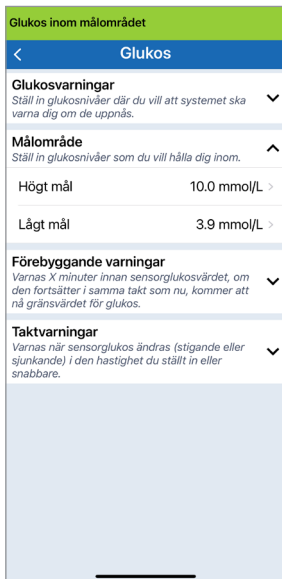 Glukos inom målområdet
Glukos
Glukosvarningar
Ställ in glukosnivåer där du vill att systemet ska
varna dig om de uppnås.
Målområde
Ställ in glukosnivåer som du vill hålla dig inom.
Högt mål 10.0 mmol/L
Lågt mål 3.9 mmol/L
Förebyggande varningar
Varnas X minuter innan sensorglukosvärdet, om
den fortsätter i samma takt som nu, kommer att
nå gränsvärdet för glukos.
Taktvarningar
Varnas när sensorglukos ändras (stigande eller
sjunkande) i den hastighet du ställt in eller
snabbare.